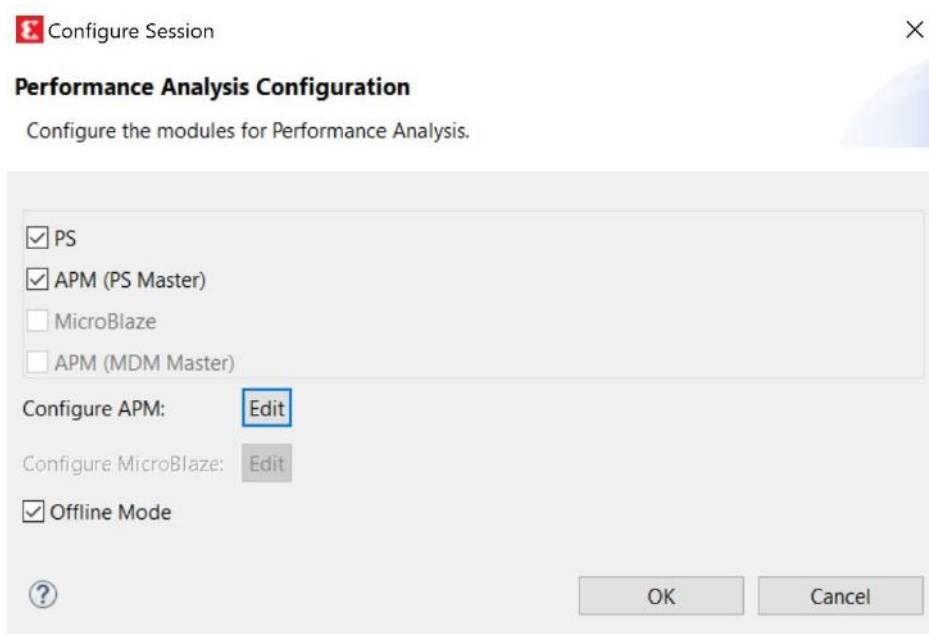 Configure Session
Performance Analysis Configuration
Configure the modules for Performance Analysis.
PS
APM (PS Master)
MicroBlaze
APM (MDM Master)
Configure APM: Edit
Configure MicroBlaze: Edit
Offline Mode
? OK Cancel